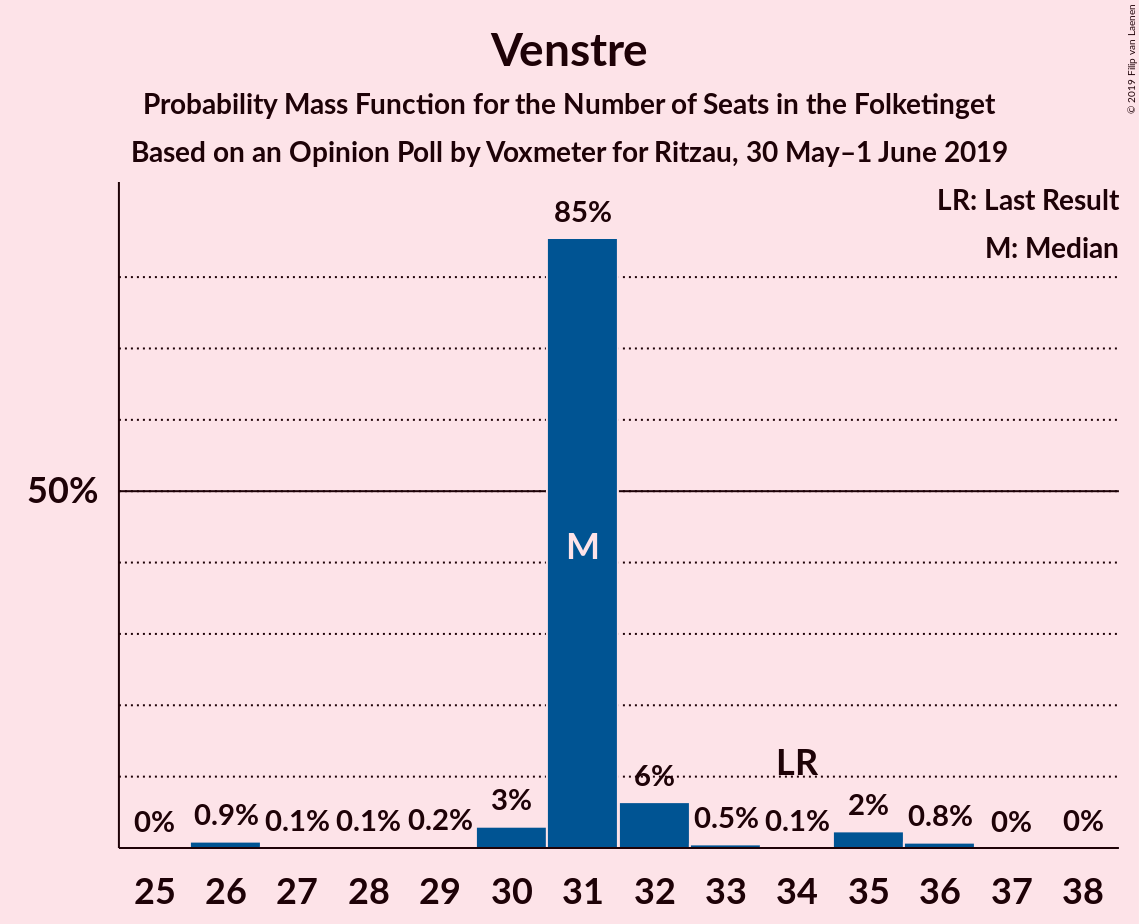 Venstre
Probability Mass Function for the Number of Seats in the Folketinget
Based on an Opinion Poll by Voxmeter for Ritzau, 30 May–1 June 2019
© 2019 Filip van Laenen
LR: Last Result
M: Median
50%
0% 0.9% 0.1% 0.1% 0.2% 3% 85% 6% 0.5% 0.1% 2% 0.8% 0% 0%
M
LR
25 26 27 28 29 30 31 32 33 34 35 36 37 38